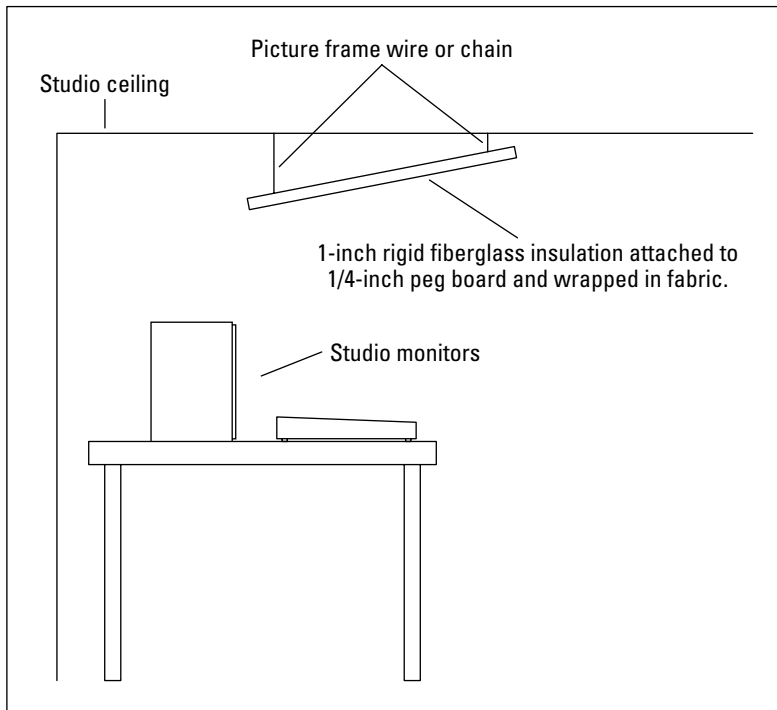 Picture frame wire or chain
Studio ceiling
1-inch rigid fiberglass insulation attached to
1/4-inch peg board and wrapped in fabric.
Studio monitors